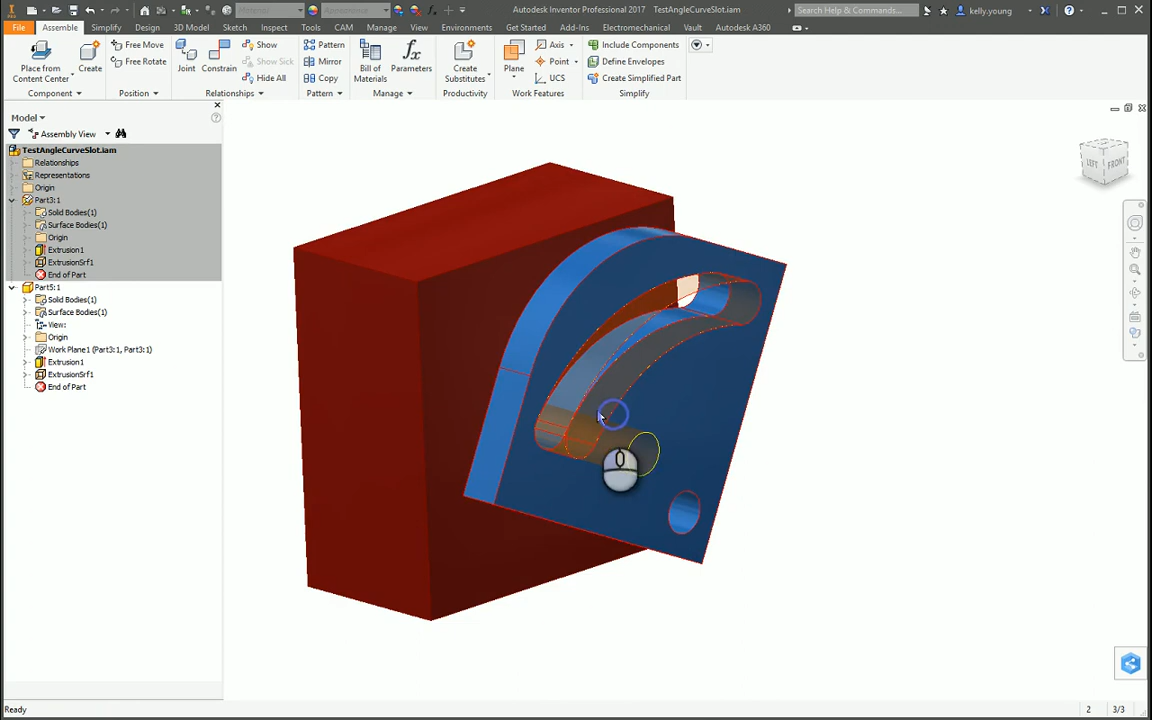 Material
Appearance
Autodesk Inventor Professional 2017 TestAngleCurveSlot.iam
Search Help & Commands...
kelly.young
File Assemble Simplify Design 3D Model Sketch Inspect Tools CAM Manage View Environments Get Started Vault Add-Ins Electromechanical Vault Autodesk A360
Place from Content Center
Create
Free Move
Free Rotate
Component
Position
Joint
Constrain
Show
Show Sick
Hide All
Relationships
Pattern
Mirror
Copy
Pattern
Bill of Materials
Parameters
Manage
Create Substitutes
Productivity
Plane
Axis
Point
UCS
Work Features
Include Components
Define Envelopes
Create Simplified Part
Simplify
Model
Assembly View
TestAngleCurveSlot.iam
Relationships
Representations
Origin
Part3:1
Solid Bodies(1)
Surface Bodies(1)
Origin
Extrusion1
ExtrusionSrf1
End of Part
Part5:1
Solid Bodies(1)
Surface Bodies(1)
View:
Origin
Work Plane1 (Part3:1, Part3:1)
Extrusion1
ExtrusionSrf1
End of Part
LEFT FRONT
Ready
2 3/3